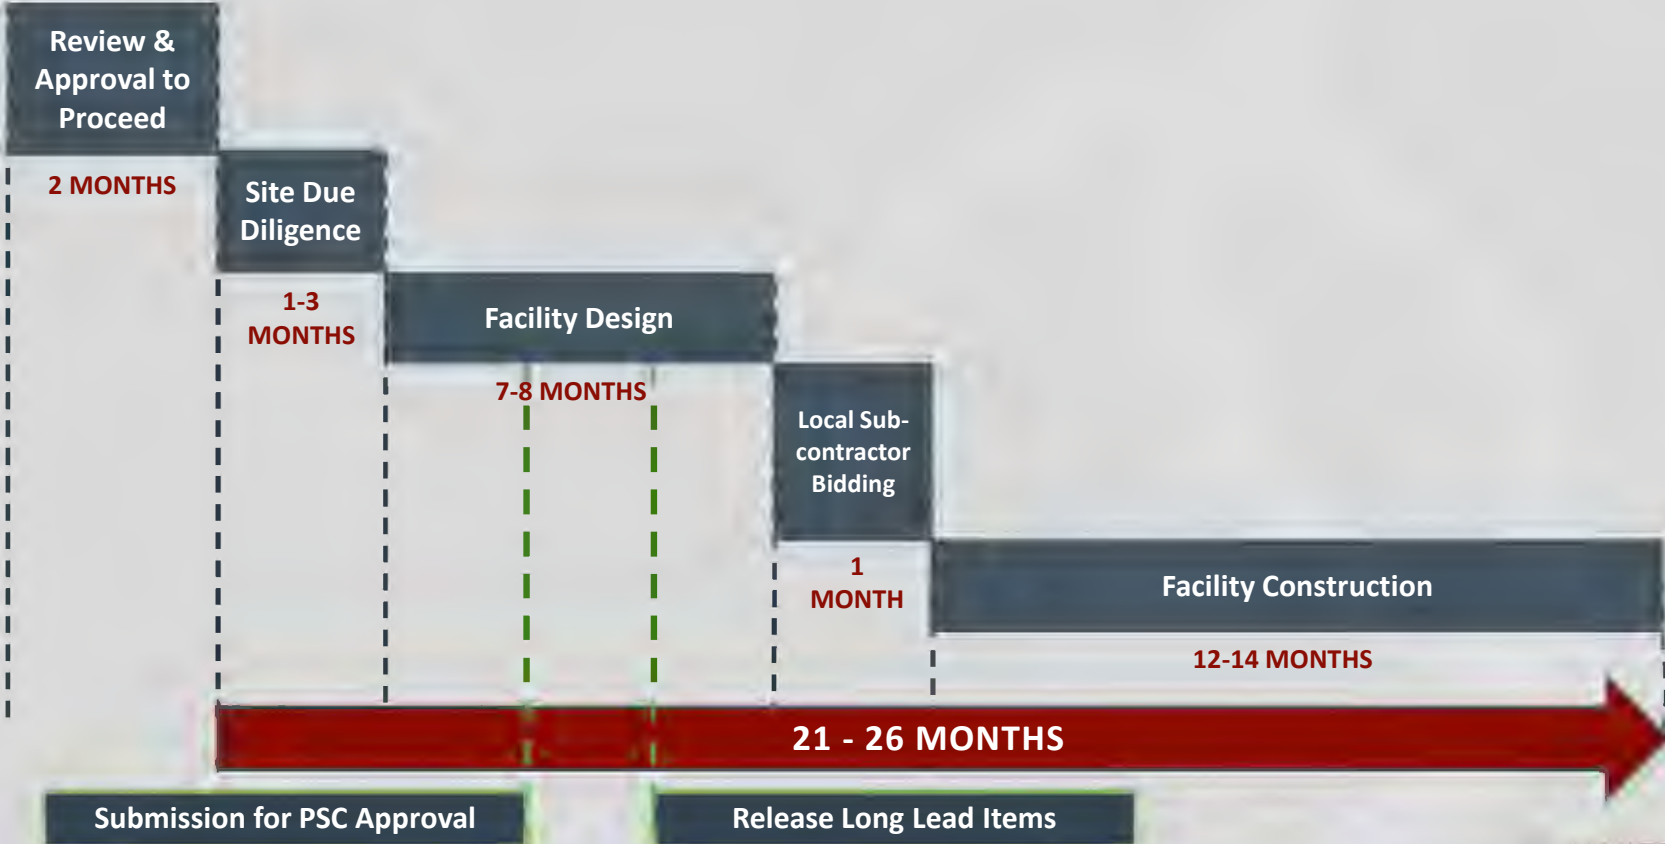 Review &
Approval to
Proceed
2 MONTHS
Site Due
Diligence
1-3
MONTHS
Facility Design
7-8 MONTHS
Local Sub-
contractor
Bidding
1
MONTH
Facility Construction
12-14 MONTHS
21 - 26 MONTHS
Submission for PSC Approval
Release Long Lead Items